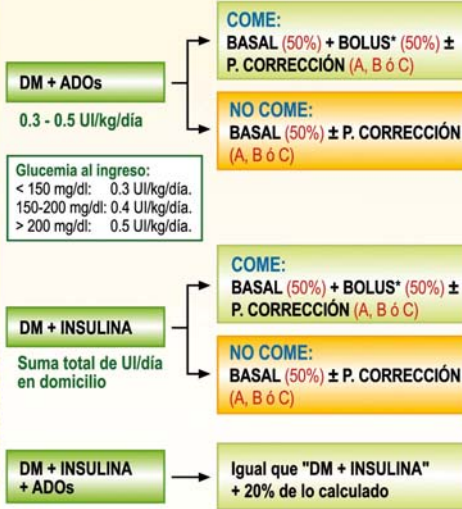 DM + ADOs
0.3 - 0.5 UI/kg/día
Glucemia al ingreso:
< 150 mg/dl: 0.3 UI/kg/día.
150-200 mg/dl: 0.4 UI/kg/día.
> 200 mg/dl: 0.5 UI/kg/día.
COME:
BASAL (50%) + BOLUS* (50%) ±
P. CORRECCIÓN (A, B ó C)
NO COME:
BASAL (50%) ± P. CORRECCIÓN
(A, B ó C)
DM + INSULINA
Suma total de UI/día
en domicilio
COME:
BASAL (50%) + BOLUS* (50%) ±
P. CORRECCIÓN (A, B ó C)
NO COME:
BASAL (50%) ± P. CORRECCIÓN
(A, B ó C)
DM + INSULINA
+ ADOs
Igual que "DM + INSULINA"
+ 20% de lo calculado